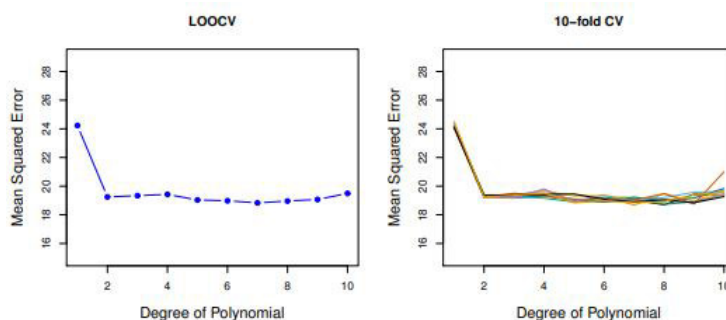 LOOCV
Mean Squared Error
16 18 20 22 24 26 28
2 4 6 8 10
Degree of Polynomial
10−fold CV
Mean Squared Error
16 18 20 22 24 26 28
2 4 6 8 10
Degree of Polynomial